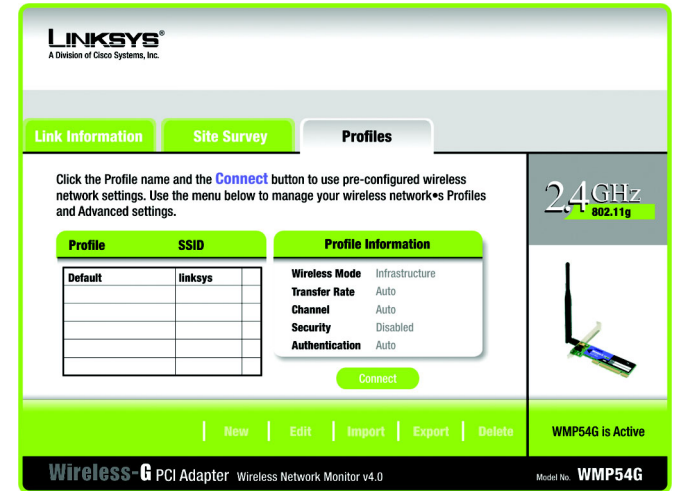 LINKSYS®
A Division of Cisco Systems, Inc.
Link Information
Site Survey
Profiles
Click the Profile name and the Connect button to use pre-configured wireless
network settings. Use the menu below to manage your wireless network•s Profiles
and Advanced settings.
2.4GHz
802.11g
Profile SSID
Default linksys
Profile Information
Wireless Mode Infrastructure
Transfer Rate Auto
Channel Auto
Security Disabled
Authentication Auto
Connect
New Edit Import Export Delete
WMP54G is Active
Wireless-G PCI Adapter Wireless Network Monitor v4.0
Model No. WMP54G